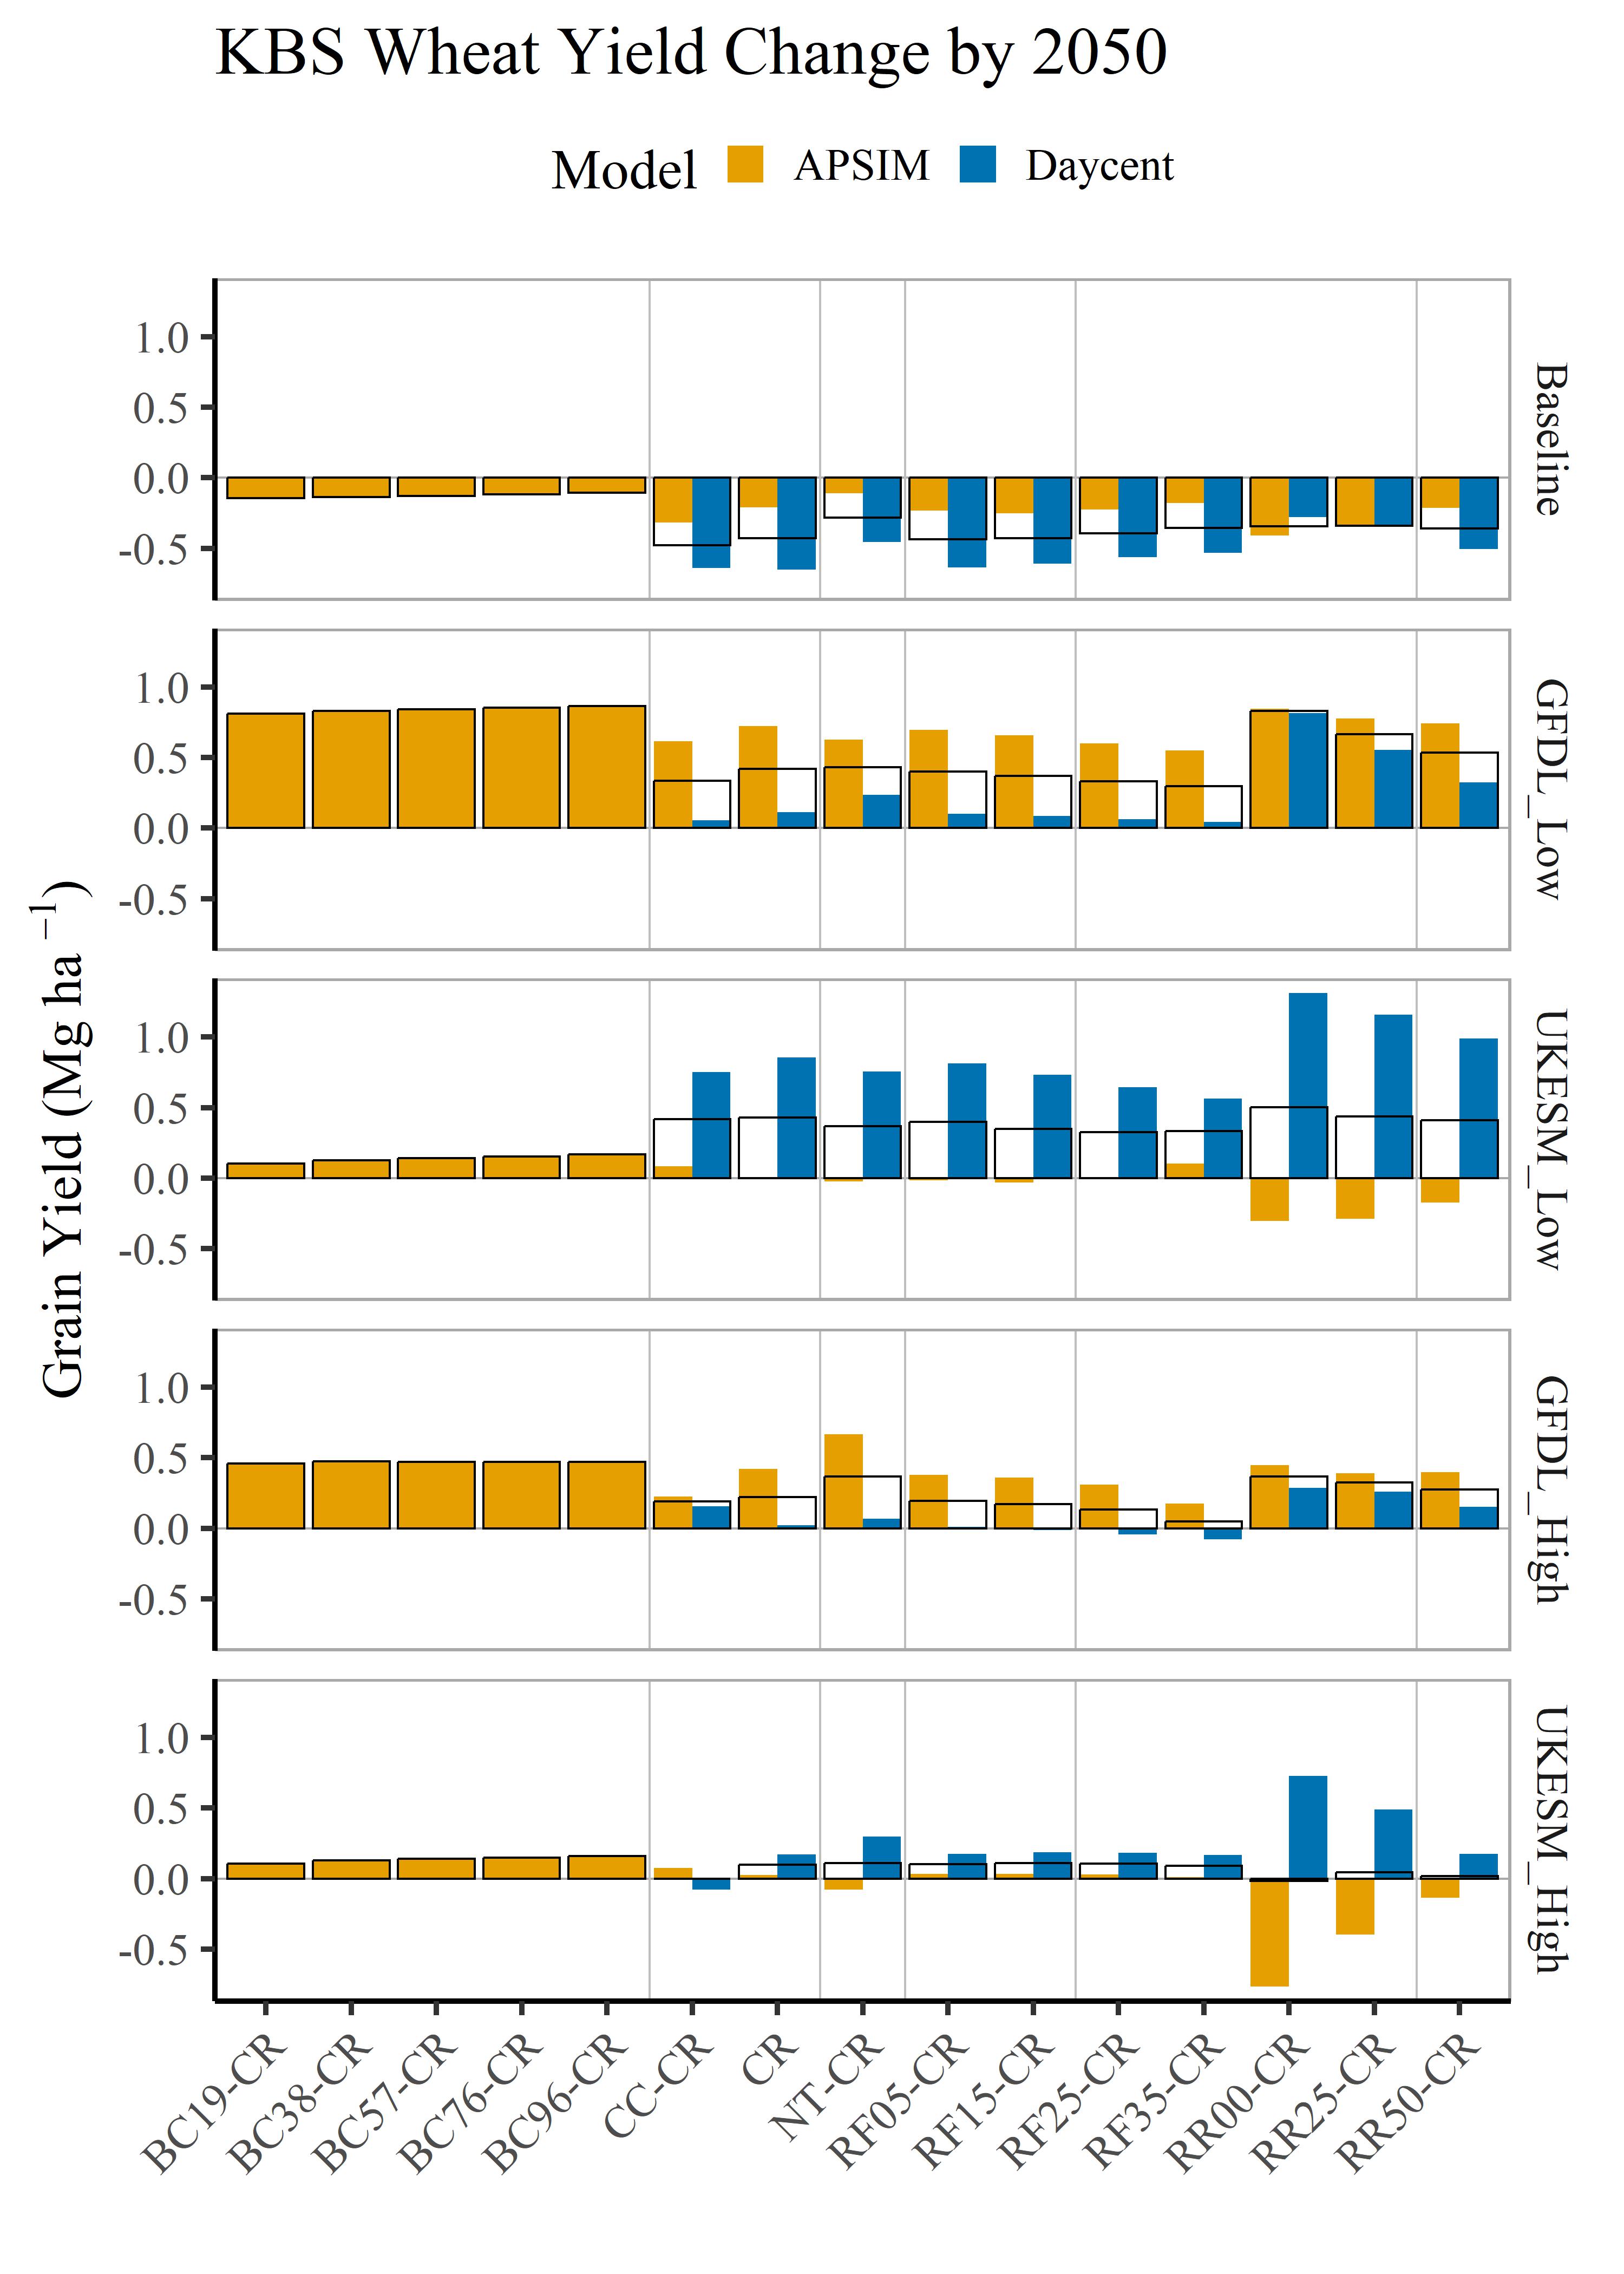 KBS Wheat Yield Change by 2050
Model APSIM Daycent
Grain Yield (Mg ha −1)
1.0
0.5
0.0
-0.5
Baseline
1.0
0.5
0.0
-0.5
GFDL_Low
1.0
0.5
0.0
-0.5
UKESM_Low
1.0
0.5
0.0
-0.5
GFDL_High
1.0
0.5
0.0
-0.5
UKESM_High
BC19-CR
BC38-CR
BC57-CR
BC76-CR
BC96-CR
CC-CR
CR
NT-CR
RF05-CR
RF15-CR
RF25-CR
RF35-CR
RR00-CR
RR25-CR
RR50-CR